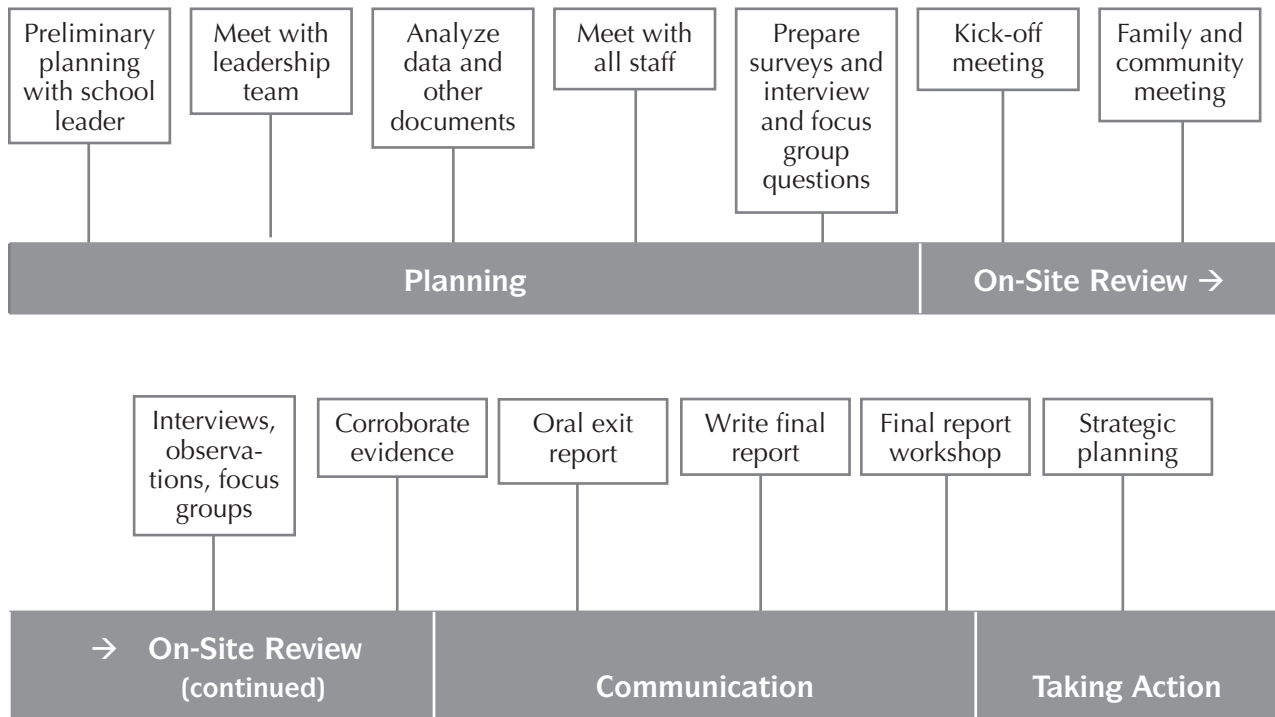 Preliminary
planning
with school
leader
Meet with
leadership
team
Analyze
data and
other
documents
Meet with
all staff
Prepare
surveys and
interview
and focus
group
questions
Kick-off
meeting
Family and
community
meeting
Planning
On-Site Review →
Interviews,
observa-
tions, focus
groups
Corroborate
evidence
Oral exit
report
Write final
report
Final report
workshop
Strategic
planning
→ On-Site Review
(continued)
Communication
Taking Action